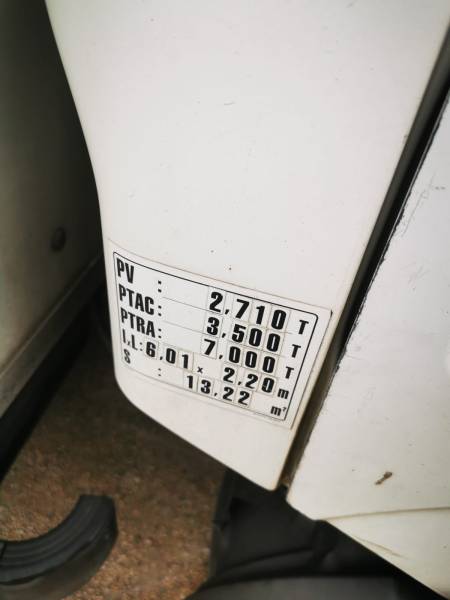 PV : 2,710 T
PTAC: 3,500 T
PTRA: 7,000 T
l,L: 6,01 x 2,20 m
S : 13,22 m²